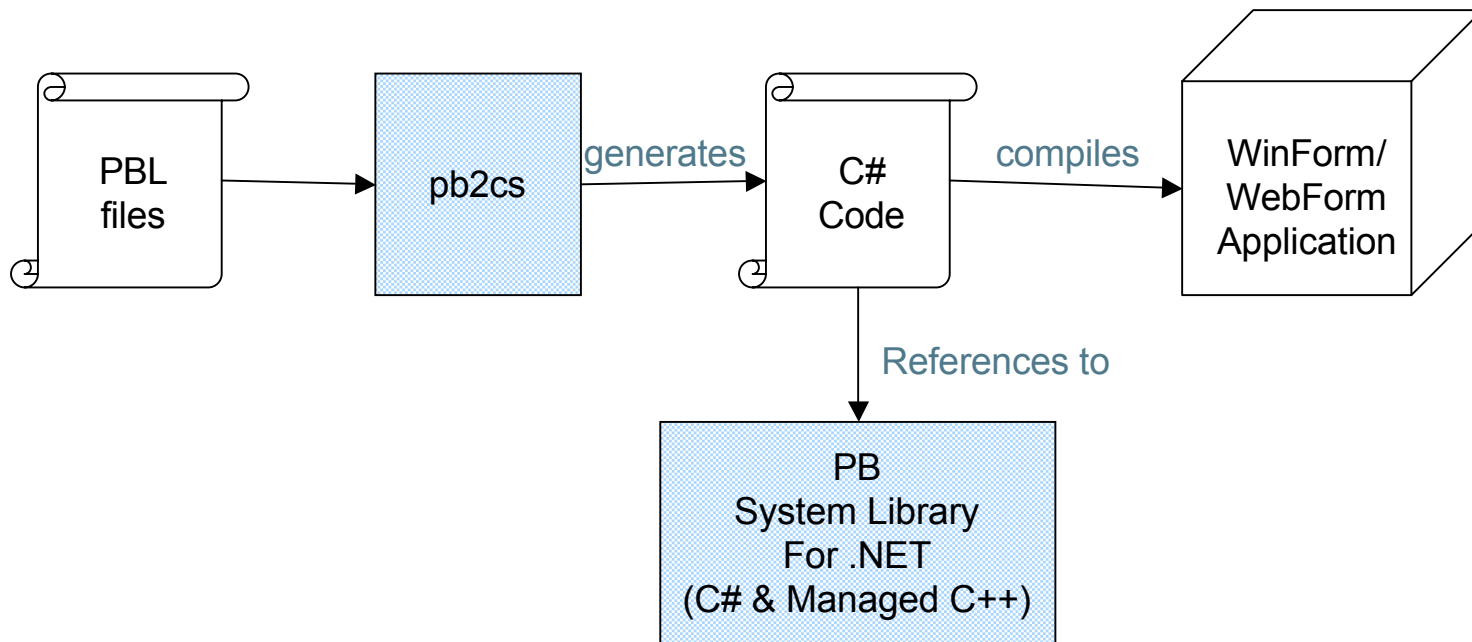 PBL
files
pb2cs
generates
C#
Code
compiles
WinForm/
WebForm
Application
References to
PB
System Library
For .NET
(C# & Managed C++)